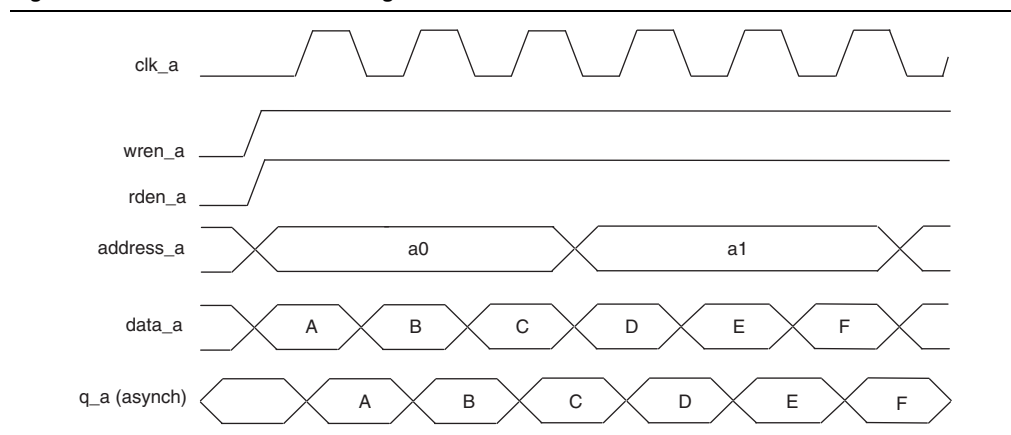 clk_a
wren_a
rden_a
address_a a0 a1
data_a A B C D E F
q_a (asynch) A B C D E F